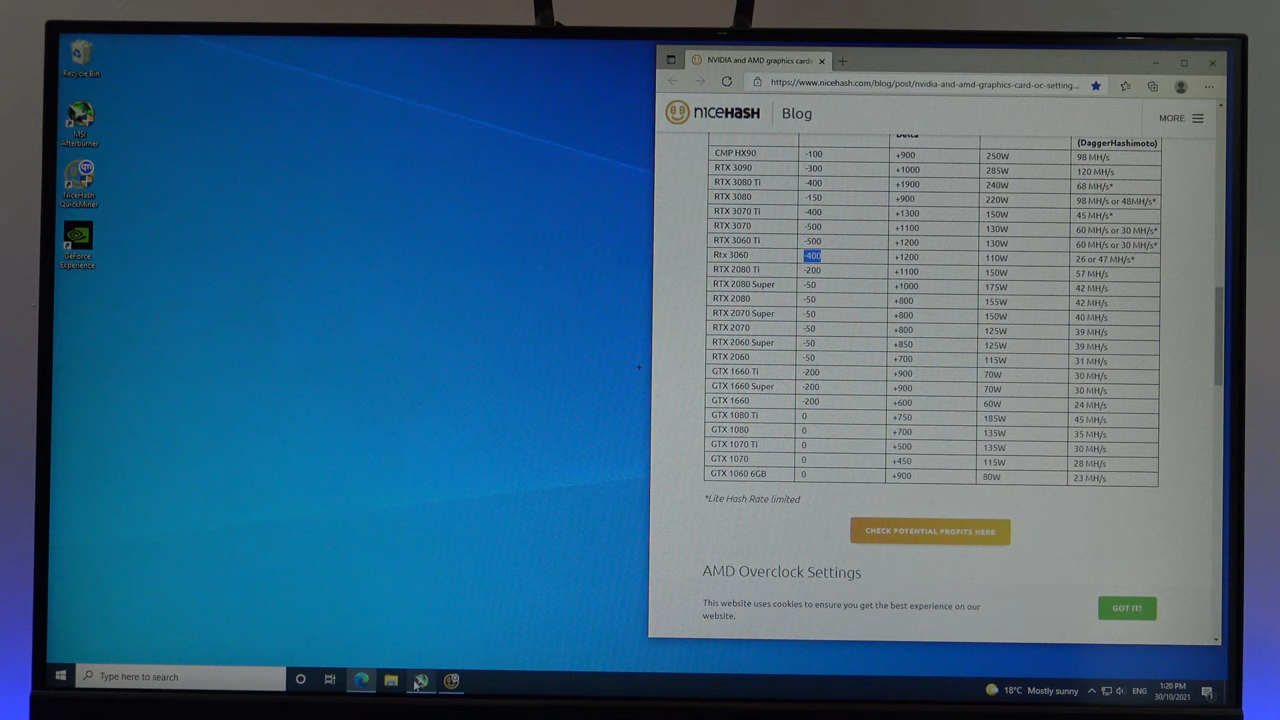 Recycle Bin
MSI
Afterburner
NiceHash
QuickMiner
GeForce
Experience
NVIDIA and AMD graphics cards
https://www.nicehash.com/blog/post/nvidia-and-amd-graphics-card-oc-setting...
NICEHASH Blog MORE
Delta (DaggerHashimoto)
CMP HX90 -100 +900 250W 98 MH/s
RTX 3090 -300 +1000 285W 120 MH/s
RTX 3080 Ti -400 +1900 240W 68 MH/s*
RTX 3080 -150 +900 220W 98 MH/s or 48MH/s*
RTX 3070 Ti -400 +1300 150W 45 MH/s*
RTX 3070 -500 +1100 130W 60 MH/s or 30 MH/s*
RTX 3060 Ti -500 +1200 130W 60 MH/s or 30 MH/s*
Rtx 3060 -400 +1200 110W 26 or 47 MH/s*
RTX 2080 Ti -200 +1100 150W 57 MH/s
RTX 2080 Super -50 +1000 175W 42 MH/s
RTX 2080 -50 +800 155W 42 MH/s
RTX 2070 Super -50 +800 150W 40 MH/s
RTX 2070 -50 +800 125W 39 MH/s
RTX 2060 Super -50 +850 125W 39 MH/s
RTX 2060 -50 +700 115W 31 MH/s
GTX 1660 Ti -200 +900 70W 30 MH/s
GTX 1660 Super -200 +900 70W 30 MH/s
GTX 1660 -200 +600 60W 24 MH/s
GTX 1080 Ti 0 +750 185W 45 MH/s
GTX 1080 0 +700 135W 35 MH/s
GTX 1070 Ti 0 +500 135W 30 MH/s
GTX 1070 0 +450 115W 28 MH/s
GTX 1060 6GB 0 +900 80W 23 MH/s
*Lite Hash Rate limited
CHECK POTENTIAL PROFITS HERE
AMD Overclock Settings
This website uses cookies to ensure you get the best experience on our
website.
GOT IT!
Type here to search
18°C Mostly sunny
ENG
1:20 PM
30/10/2021